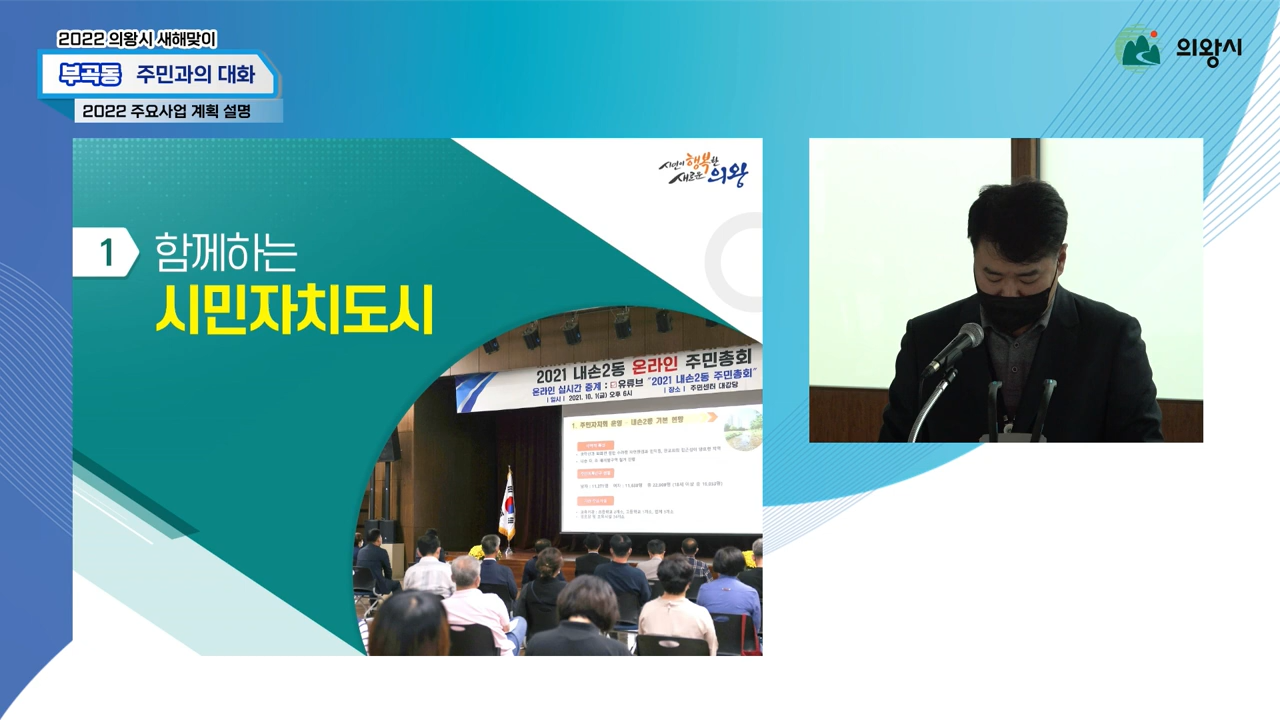 2022 의왕시 새해맞이
부곡동 주민과의 대화
2022 주요사업 계획 설명
의왕시
시민이 행복한
새로운 의왕
1 함께하는
시민자치도시
2021 내손2동 온라인 주민총회
온라인 실시간 중계 : 유튜브 "2021 내손2동 주민총회"
| 일시 | 2021. 10. 1(금) 오후 6시 | 장소 | 주민센터 대강당
1. 주민자치회 운영 - 내손2동 기본 현황